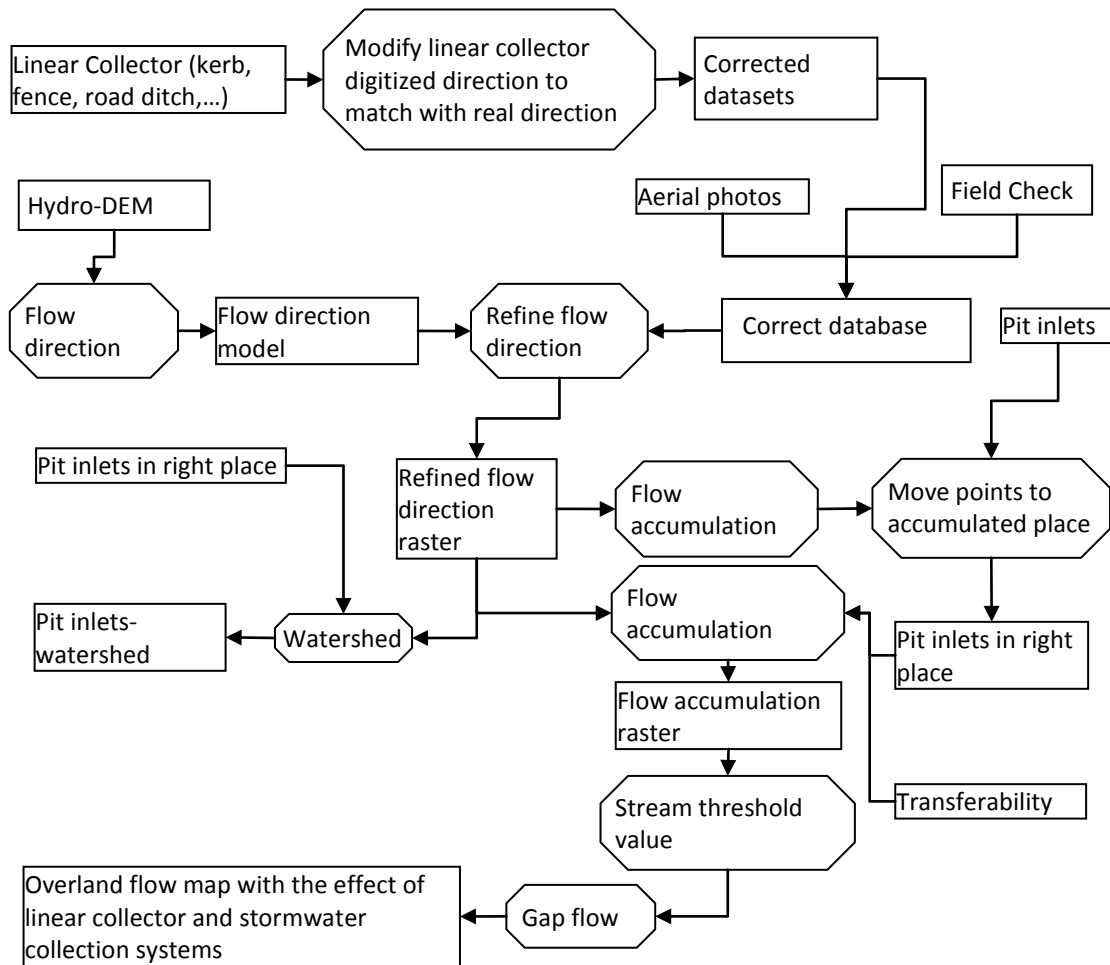 Linear Collector (kerb,
fence, road ditch,...)
Modify linear collector
digitized direction to
match with real direction
Corrected
datasets
Hydro-DEM
Aerial photos
Field Check
Flow
direction
Flow direction
model
Refine flow
direction
Correct database
Pit inlets
Pit inlets in right place
Refined flow
direction
raster
Flow
accumulation
Move points to
accumulated place
Pit inlets-
watershed
Watershed
Flow
accumulation
Pit inlets in right
place
Flow accumulation
raster
Stream threshold
value
Transferability
Overland flow map with the effect of
linear collector and stormwater
collection systems
Gap flow